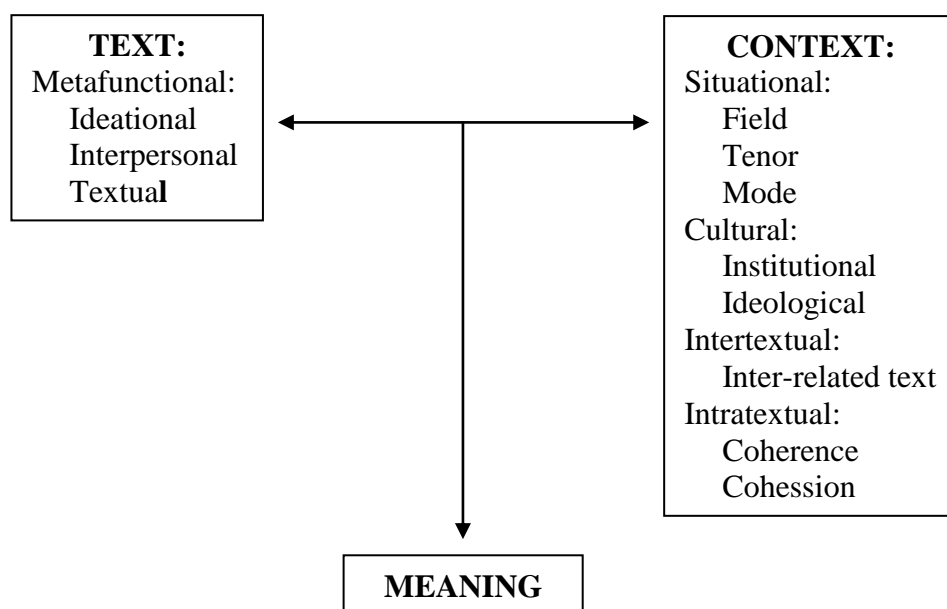 TEXT:
Metafunctional:
Ideational
Interpersonal
Textual
CONTEXT:
Situational:
Field
Tenor
Mode
Cultural:
Institutional
Ideological
Intertextual:
Inter-related text
Intratextual:
Coherence
Cohession
MEANING